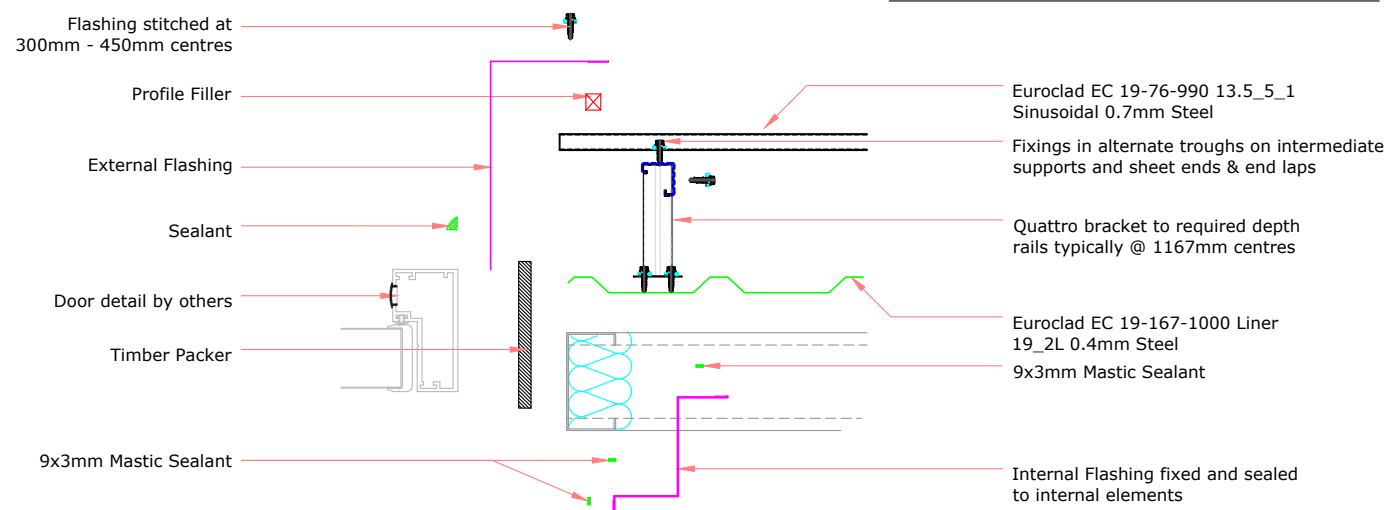 Flashing stitched at
300mm - 450mm centres
Profile Filler
External Flashing
Sealant
Door detail by others
Timber Packer
9x3mm Mastic Sealant
Euroclad EC 19-76-990 13.5_5_1
Sinusoidal 0.7mm Steel
Fixings in alternate troughs on intermediate
supports and sheet ends & end laps
Quattro bracket to required depth
rails typically @ 1167mm centres
Euroclad EC 19-167-1000 Liner
19_2L 0.4mm Steel
9x3mm Mastic Sealant
Internal Flashing fixed and sealed
to internal elements